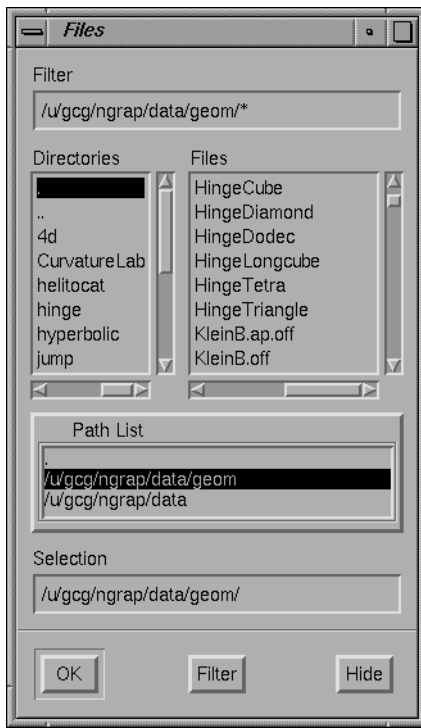 Files
Filter
/u/gcg/ngrap/data/geom/*
Directories
.
..
4d
CurvatureLab
helitocat
hinge
hyperbolic
jump
Files
HingeCube
HingeDiamond
HingeDodec
HingeLongcube
HingeTetra
HingeTriangle
KleinB.ap.off
KleinB.off
Path List
.
/u/gcg/ngrap/data/geom
/u/gcg/ngrap/data
Selection
/u/gcg/ngrap/data/geom/
OK
Filter
Hide